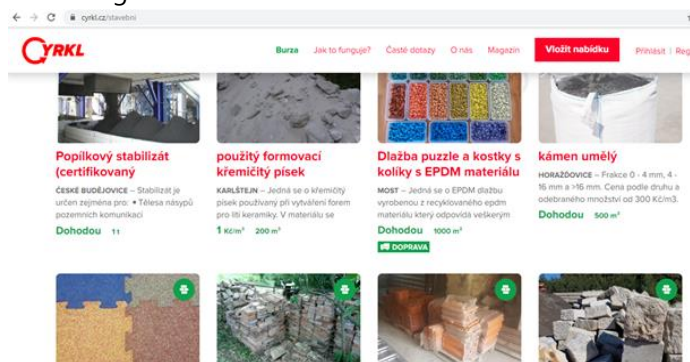 cyrkl.cz/stavebni
CYRKL
Burza Jak to funguje? Časté dotazy O nás Magazín Vložit nabídku Přihlásit | Reg
Popílkový stabilizát
(certifikovaný
ČESKÉ BUDĚJOVICE – Stabilizát je
určen zejména pro: • Tělesa násypů
pozemních komunikací
Dohodou 1 t
použitý formovací
křemičitý písek
KARLŠTEJN – Jedná se o křemičitý
písek používaný při vytváření forem
pro lití keramiky. V materiálu se
1 Kč/m³ 200 m³
Dlažba puzzle a kostky s
kolíky s EPDM materiálu
MOST – Jedná se o EPDM dlažbu
vyrobenou z recyklovaného epdm
materiálu který odpovídá veškerým
Dohodou 1000 m²
DOPRAVA
kámen umělý
HORAŽĎOVICE – Frakce 0 - 4 mm, 4 -
16 mm a >16 mm. Cena podle druhu a
odebraného množství od 300 Kč/m3.
Dohodou 500 m³